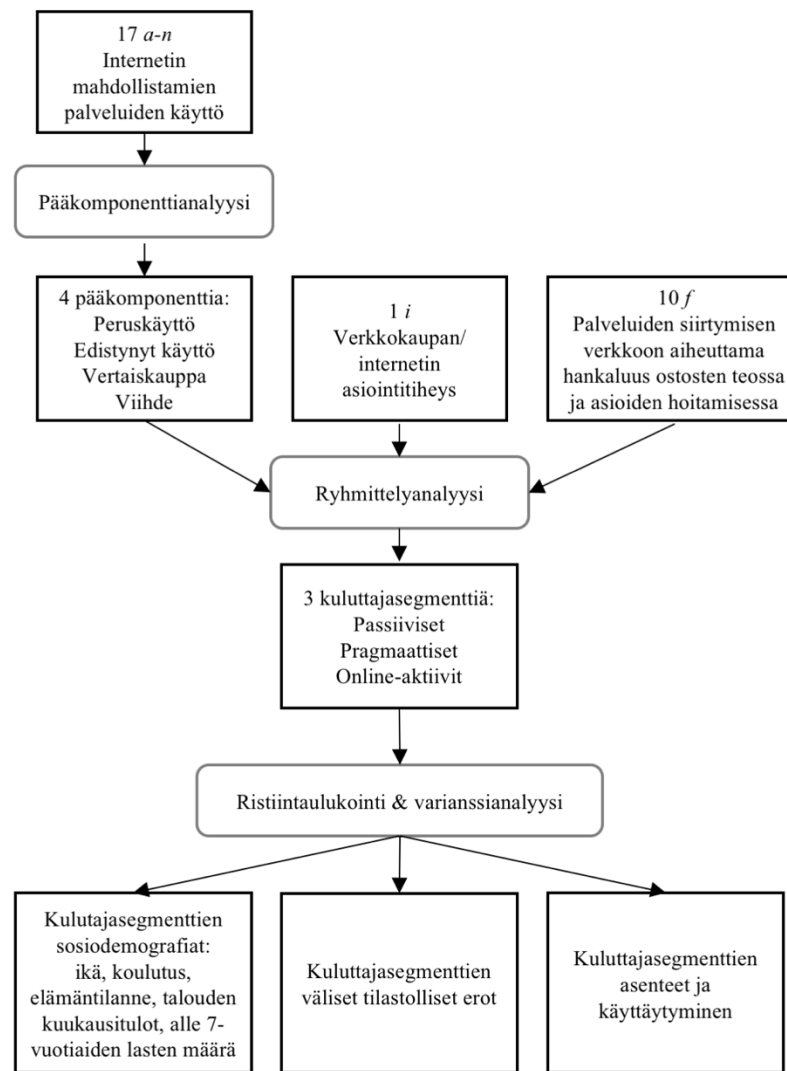 17 a-n
Internetin
mahdollistamien
palveluiden käyttö
Pääkomponenttianalyysi
4 pääkomponenttia:
Peruskäyttö
Edistynyt käyttö
Vertaiskauppa
Viihde
1 i
Verkkokaupan/
internetin
asiointitiheys
10 f
Palveluiden siirtymisen
verkkoon aiheuttama
hankaluus ostosten teossa
ja asioiden hoitamisessa
Ryhmittelyanalyysi
3 kuluttajasegmenttiä:
Passiiviset
Pragmaattiset
Online-aktiivit
Ristiintaulukointi & varianssianalyysi
Kulutajasegmenttien
sosiodemografiat:
ikä, koulutus,
elämäntilanne, talouden
kuukausitulot, alle 7-
vuotiaiden lasten määrä
Kuluttajasegmenttien
väliset tilastolliset erot
Kuluttajasegmenttien
asenteet ja
käyttäytyminen